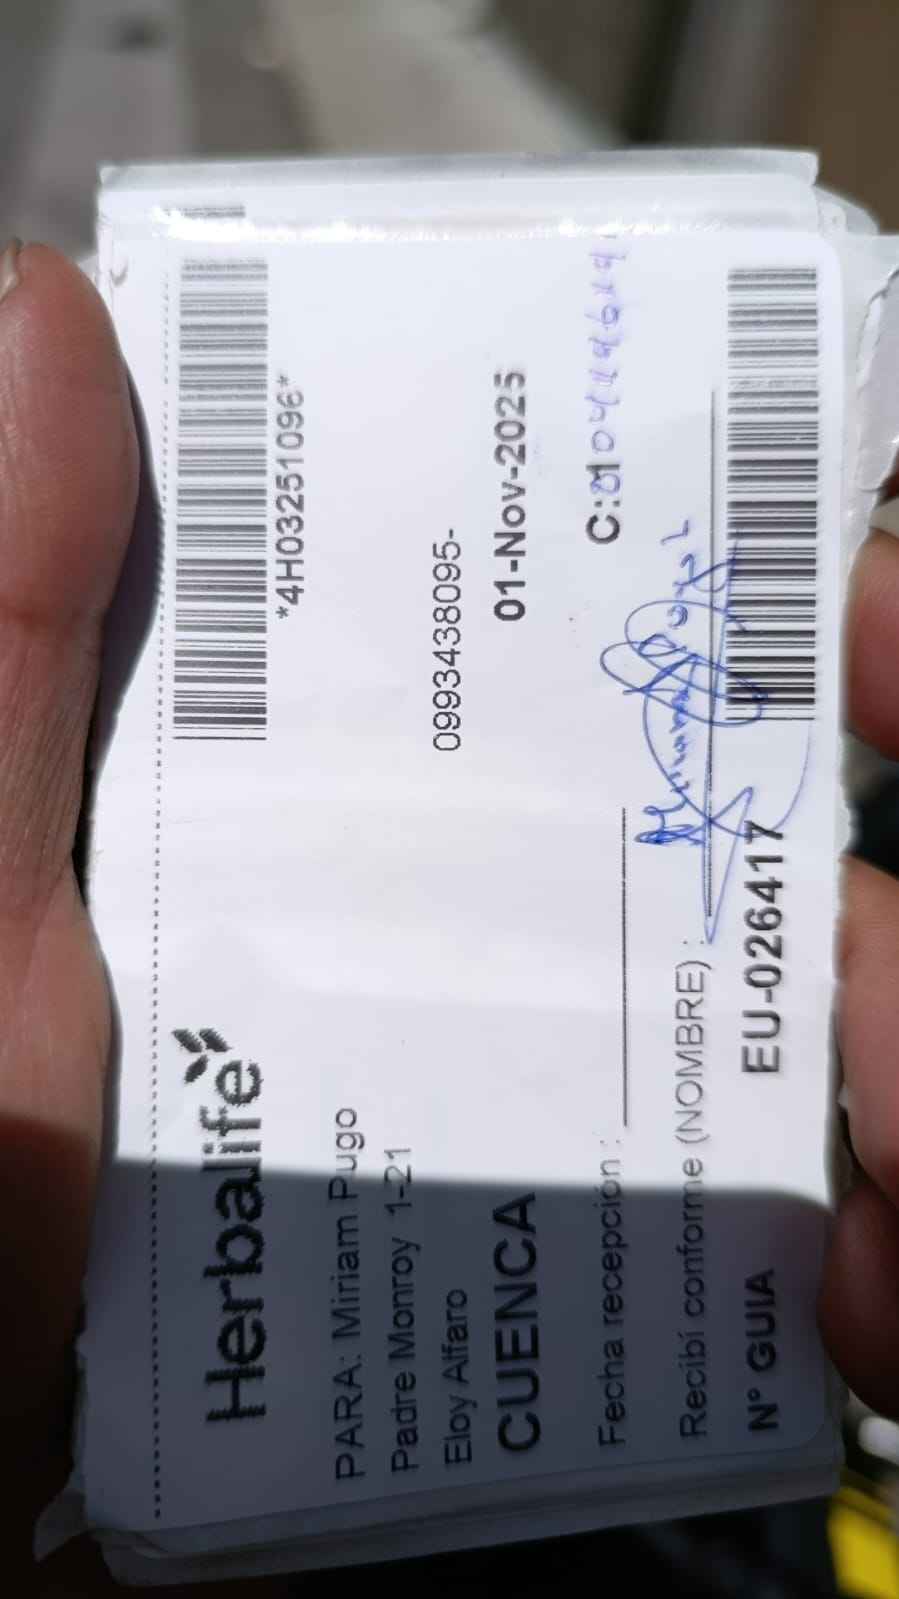 Herbalife
*4H03251096*
PARA: Miriam Pugo
Padre Monroy 1-21
Eloy Alfaro
0993438095-
CUENCA
01-Nov-2025
Fecha recepción :
C:
Recibí conforme (NOMBRE) :
N° GUIA
EU-026417